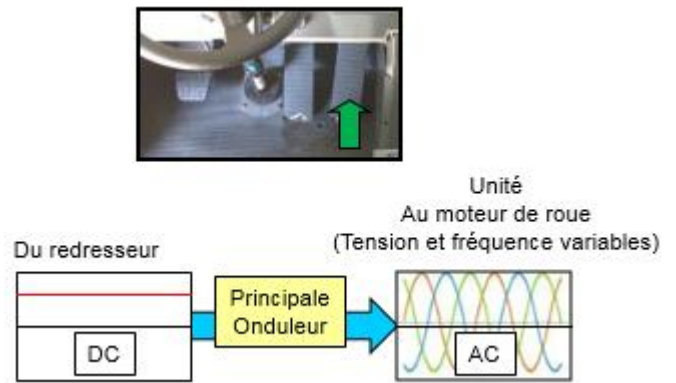 Unité
Au moteur de roue
(Tension et fréquence variables)
Du redresseur
Principale
Onduleur
DC
AC